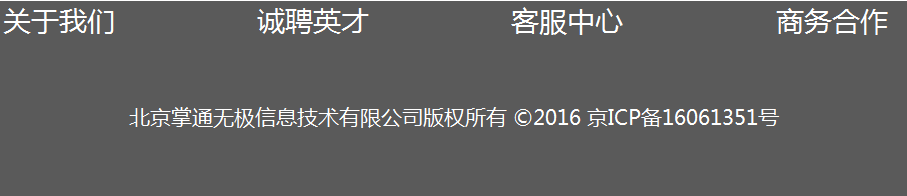 关于我们 诚聘英才 客服中心 商务合作
北京掌通无极信息技术有限公司版权所有 ©2016 京ICP备16061351号